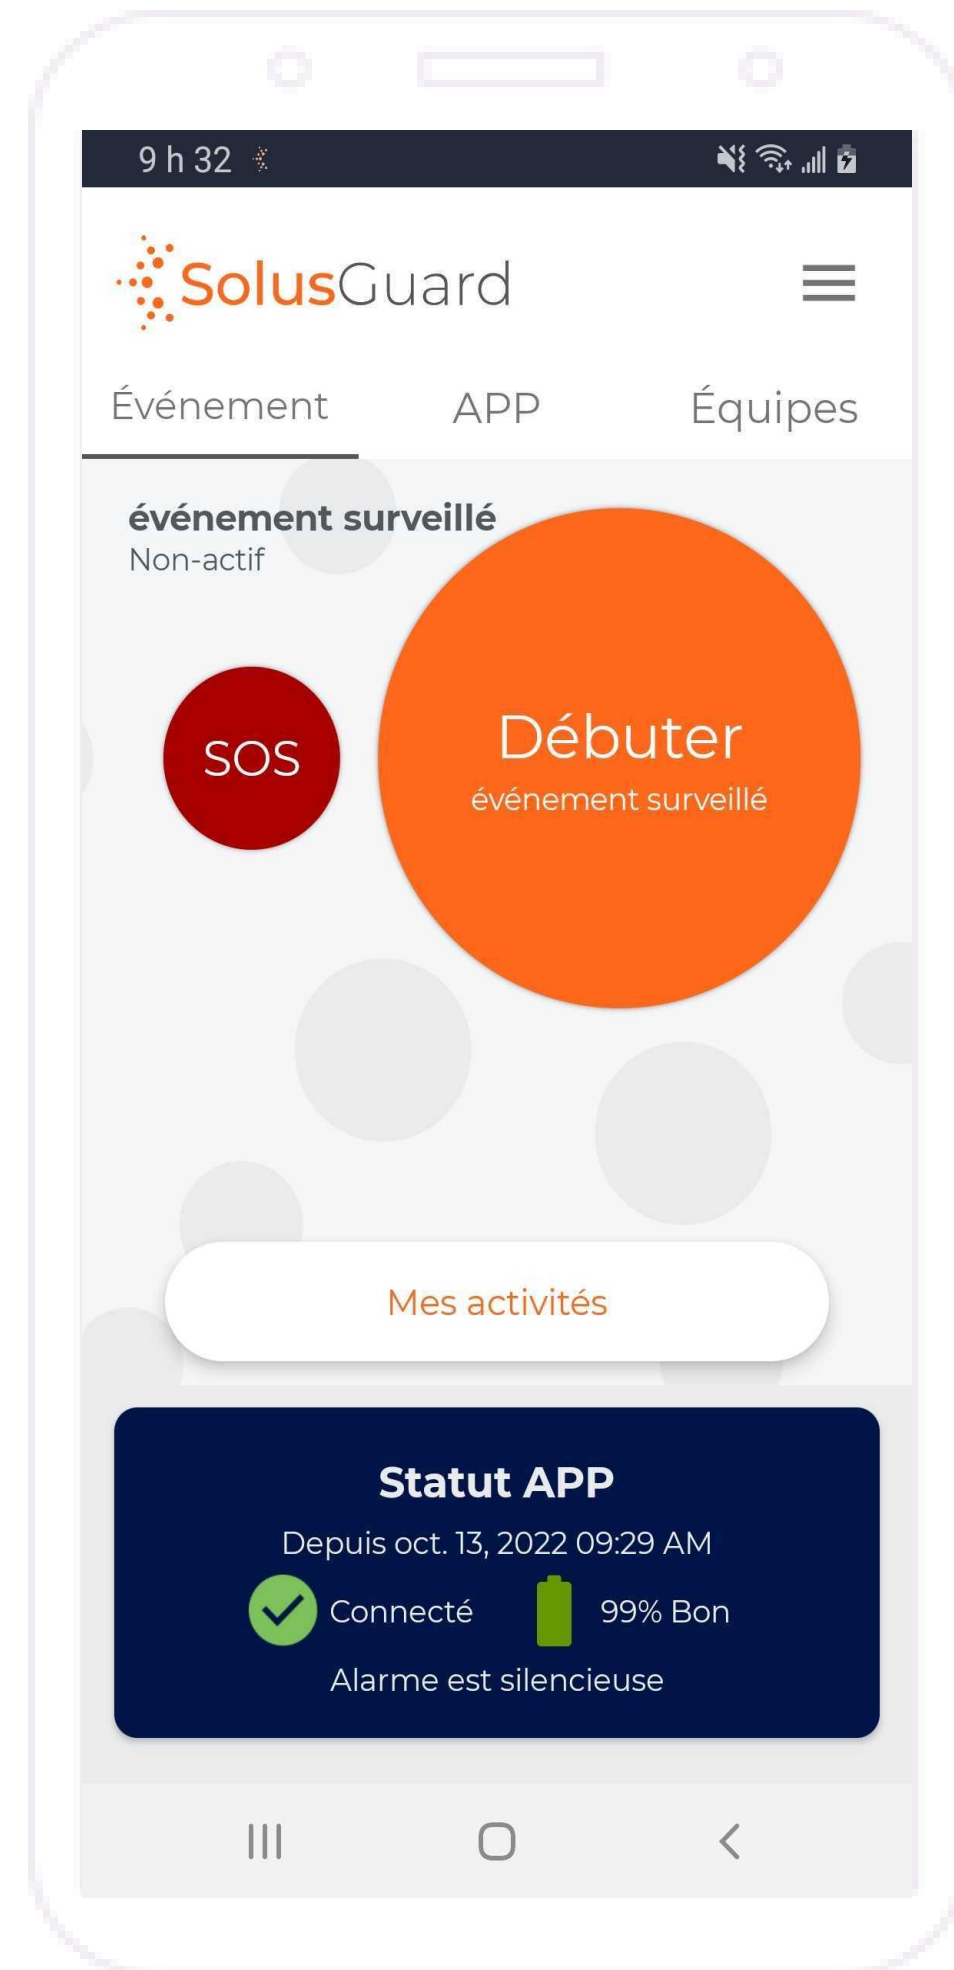 9 h 32
SolusGuard
Événement APP Équipes
événement surveillé
Non-actif
SOS
Débuter
événement surveillé
Mes activités
Statut APP
Depuis oct. 13, 2022 09:29 AM
Connecté 99% Bon
Alarme est silencieuse